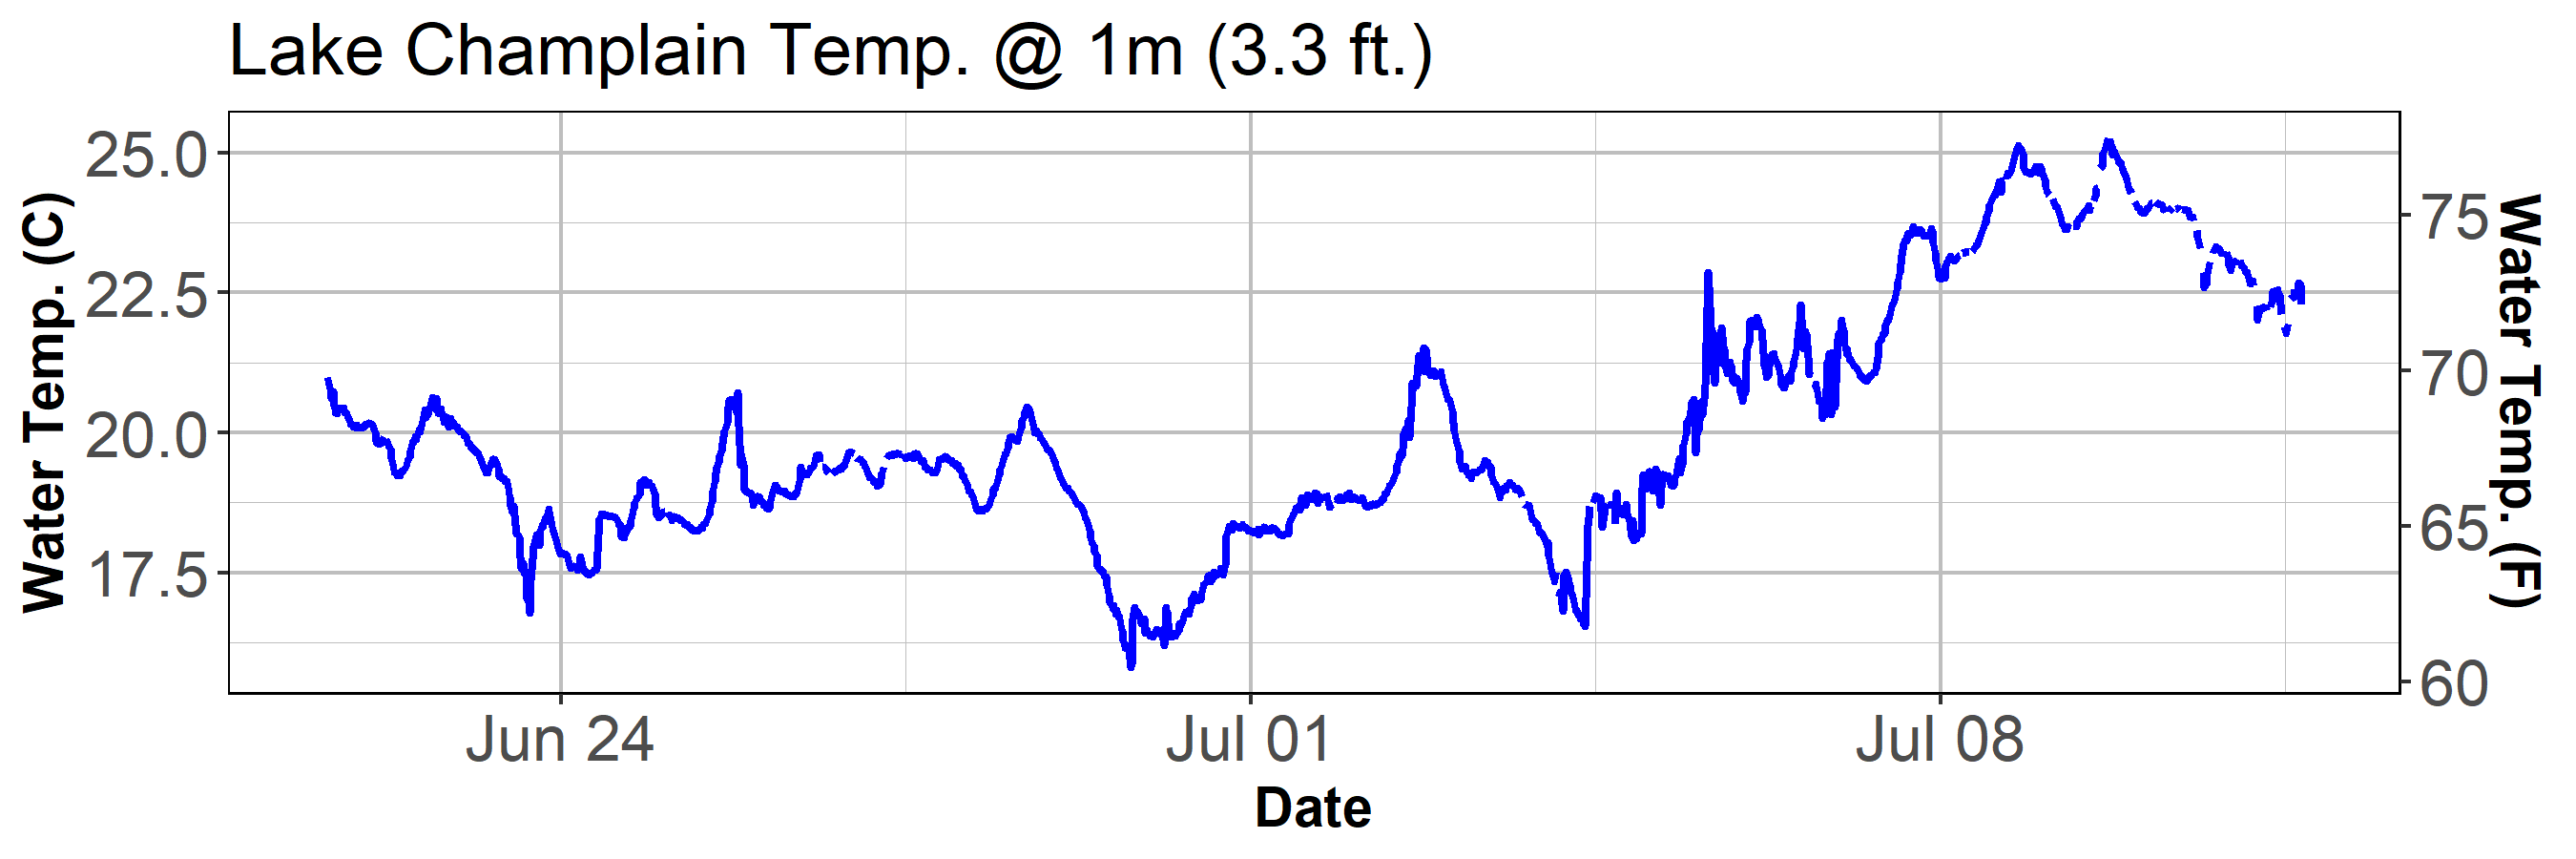 Lake Champlain Temp. @ 1m (3.3 ft.)
Water Temp. (C)
25.0
22.5
20.0
17.5
75
70
65
60
Water Temp. (F)
Jun 24
Jul 01
Jul 08
Date